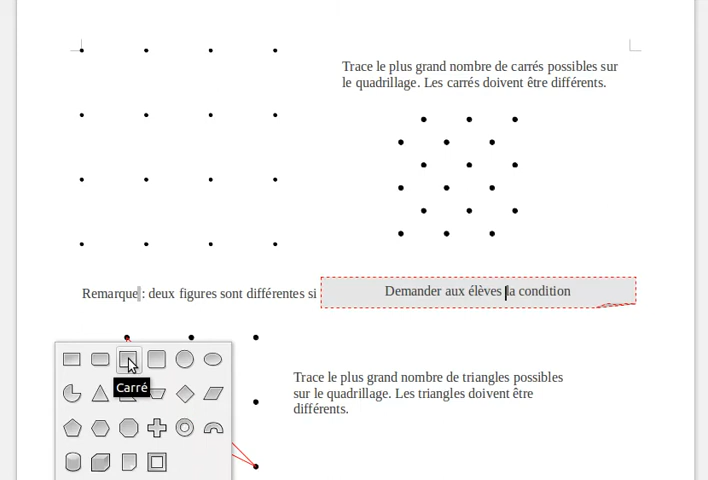 Trace le plus grand nombre de carrés possibles sur
le quadrillage. Les carrés doivent être différents.
Remarque : deux figures sont différentes si
Demander aux élèves la condition
Carré
Trace le plus grand nombre de triangles possibles
sur le quadrillage. Les triangles doivent être
différents.